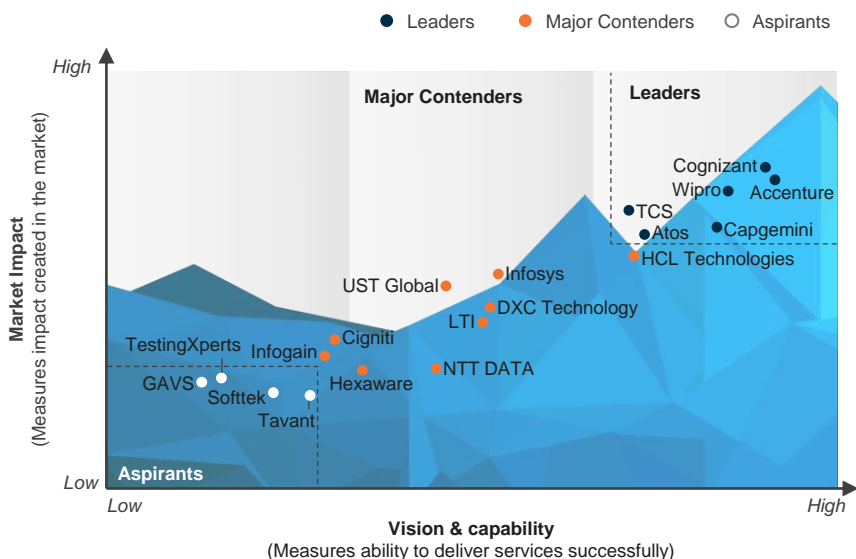 Leaders
Major Contenders
Aspirants
High
Market Impact
(Measures impact created in the market)
Major Contenders
Leaders
Cognizant
Wipro
Accenture
TCS
Atos
Capgemini
HCL Technologies
Infosys
UST Global
DXC Technology
LTI
Cigniti
TestingXperts
Infogain
NTT DATA
Hexaware
GAVS
Softtek
Tavant
Aspirants
Low
Low
High
Vision & capability
(Measures ability to deliver services successfully)